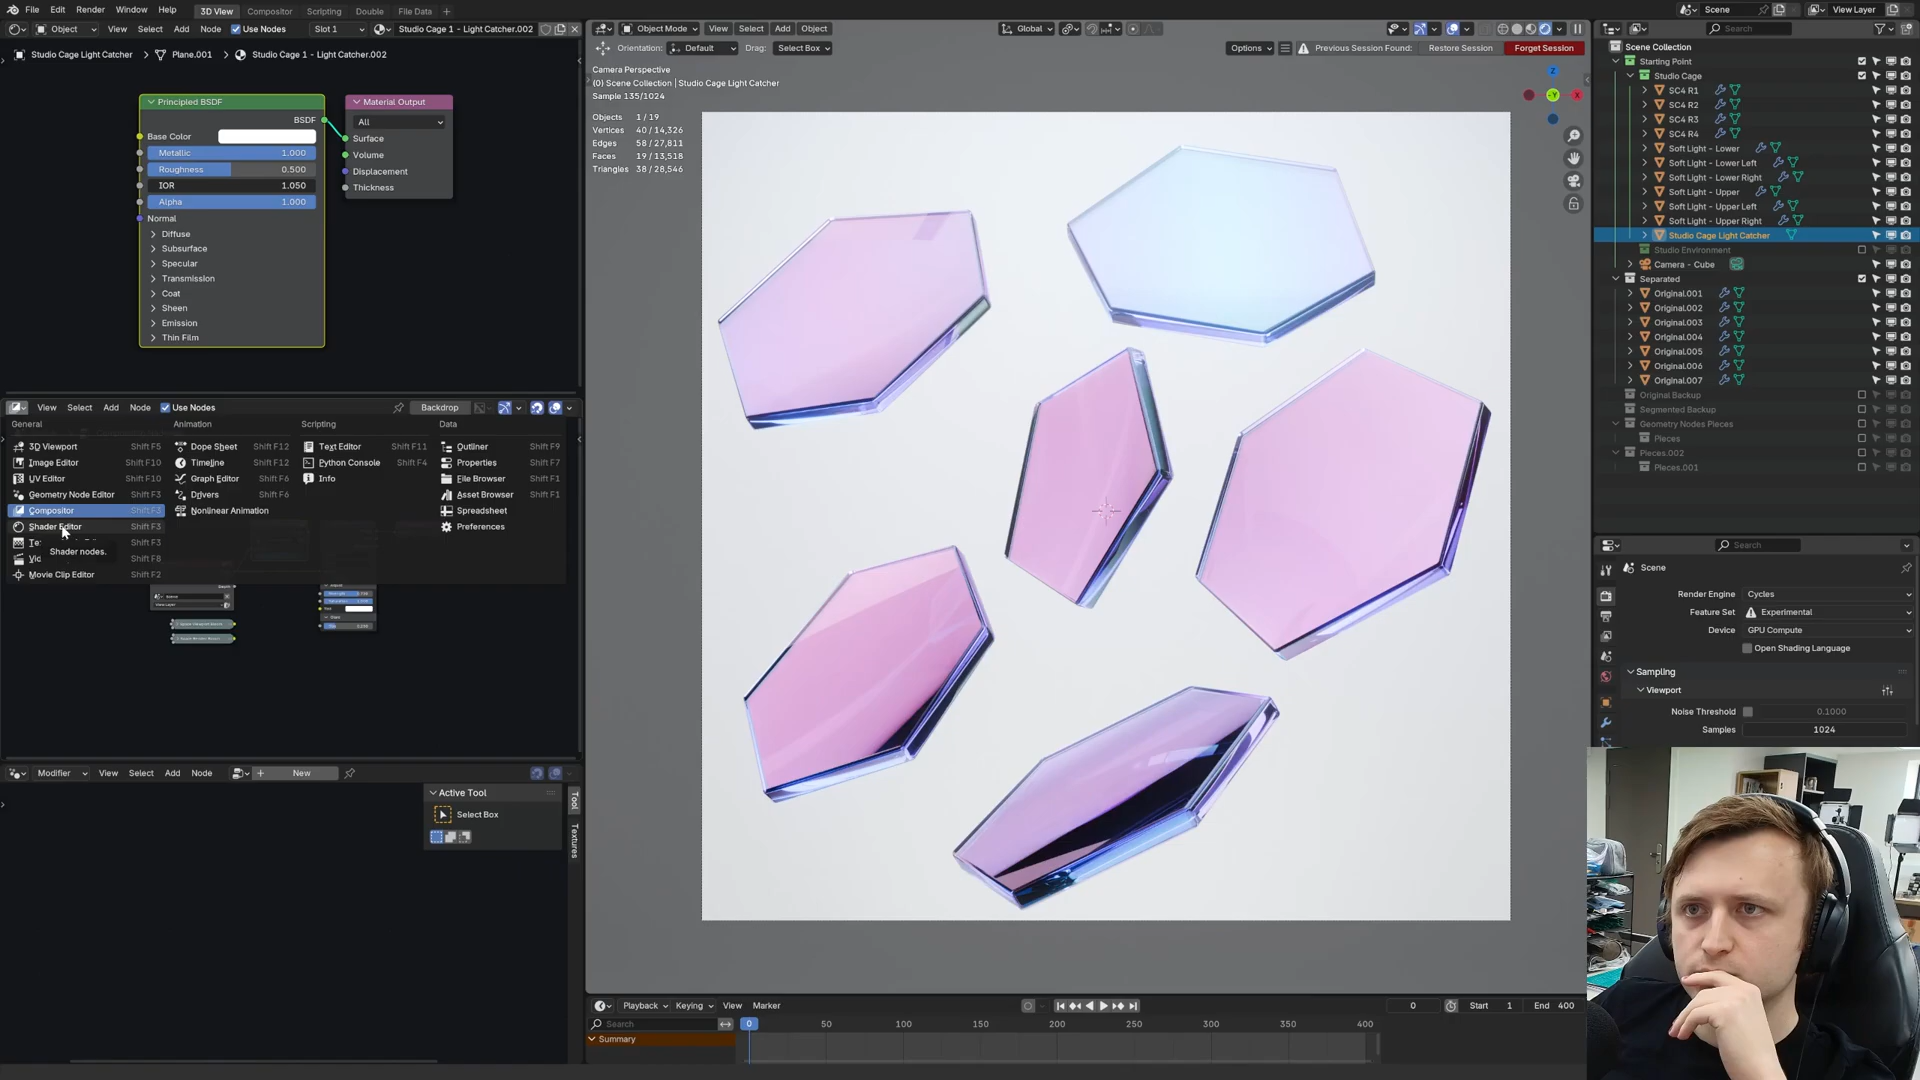 File Edit Render Window Help 3D View Compositor Scripting Double File Data + Scene View Layer
Object View Select Add Node Use Nodes Slot 1 Studio Cage 1 - Light Catcher.002
Studio Cage Light Catcher Plane.001 Studio Cage 1 - Light Catcher.002
Principled BSDF
BSDF
Base Color
Metallic 1.000
Roughness 0.500
IOR 1.050
Alpha 1.000
Normal
Diffuse
Subsurface
Specular
Transmission
Coat
Sheen
Emission
Thin Film
Material Output
All
Surface
Volume
Displacement
Thickness
View Select Add Node Use Nodes Backdrop
General
3D Viewport Shift F5
Image Editor Shift F10
UV Editor Shift F10
Geometry Node Editor Shift F3
Compositor Shift F3
Shader Editor Shift F3
Shift F3
Shader nodes.
Shift F8
Movie Clip Editor Shift F2
Animation
Dope Sheet Shift F12
Timeline Shift F12
Graph Editor Shift F6
Drivers Shift F6
Nonlinear Animation
Scripting
Text Editor Shift F11
Python Console Shift F4
Info
Data
Outliner Shift F9
Properties Shift F7
File Browser Shift F1
Asset Browser Shift F1
Spreadsheet
Preferences
Modifier View Select Add Node + New
Active Tool
Select Box
Tool
Textures
Object Mode View Select Add Object Global
Orientation: Default Drag: Select Box Options Previous Session Found: Restore Session Forget Session
Camera Perspective
(0) Scene Collection | Studio Cage Light Catcher
Sample 135/1024
Objects 1 / 19
Vertices 40 / 14,326
Edges 58 / 27,811
Faces 19 / 13,518
Triangles 38 / 28,546
Z
-Y
X
Playback Keying View Marker 0 Start 1 End 400
Search 0 50 100 150 200 250 300 350 400
Summary
Search
Scene Collection
Starting Point
Studio Cage
SC4 R1
SC4 R2
SC4 R3
SC4 R4
Soft Light - Lower
Soft Light - Lower Left
Soft Light - Lower Right
Soft Light - Upper
Soft Light - Upper Left
Soft Light - Upper Right
Studio Cage Light Catcher
Studio Environment
Camera - Cube
Separated
Original.001
Original.002
Original.003
Original.004
Original.005
Original.006
Original.007
Original Backup
Segmented Backup
Geometry Nodes Pieces
Pieces
Pieces.002
Pieces.001
Search
Scene
Render Engine Cycles
Feature Set Experimental
Device GPU Compute
Open Shading Language
Sampling
Viewport
Noise Threshold 0.1000
Samples 1024